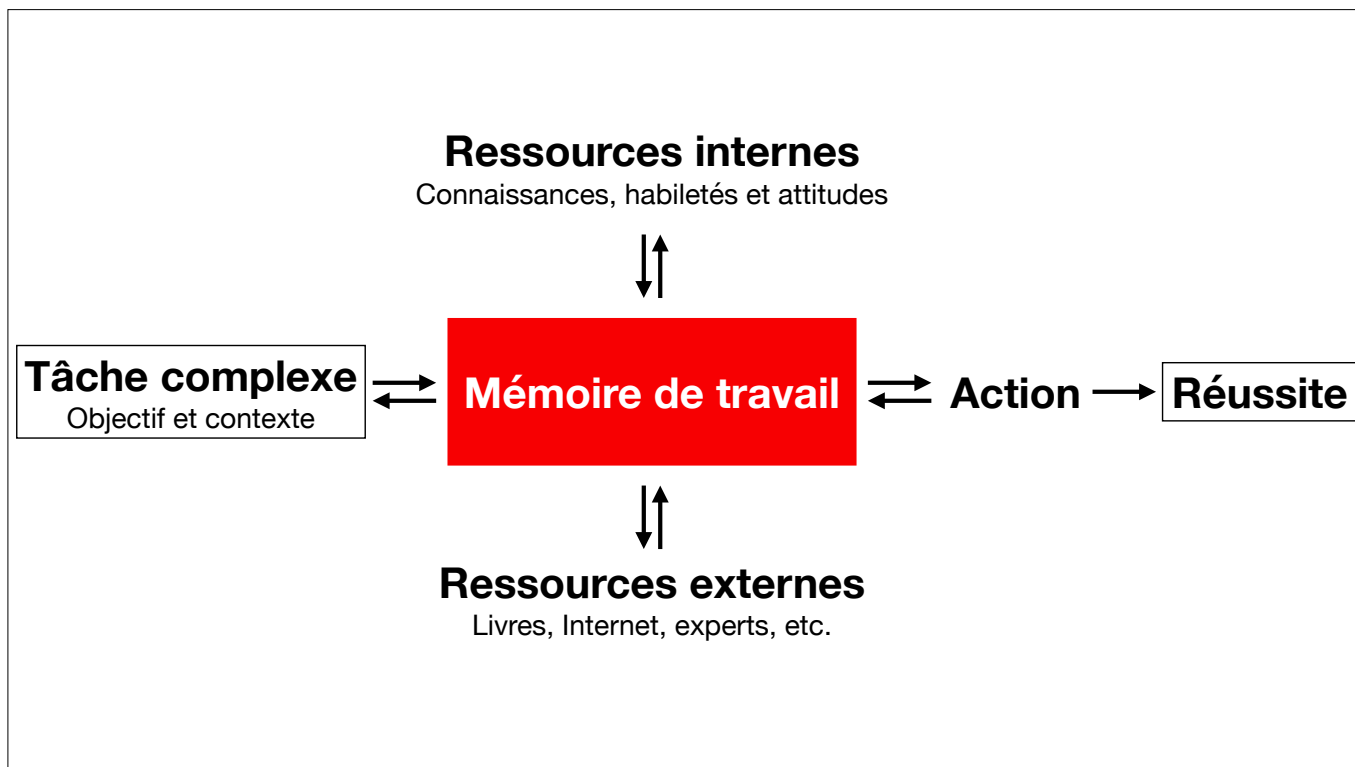 Ressources internes
Connaissances, habiletés et attitudes
Tâche complexe
Objectif et contexte
Mémoire de travail
Action
Réussite
Ressources externes
Livres, Internet, experts, etc.